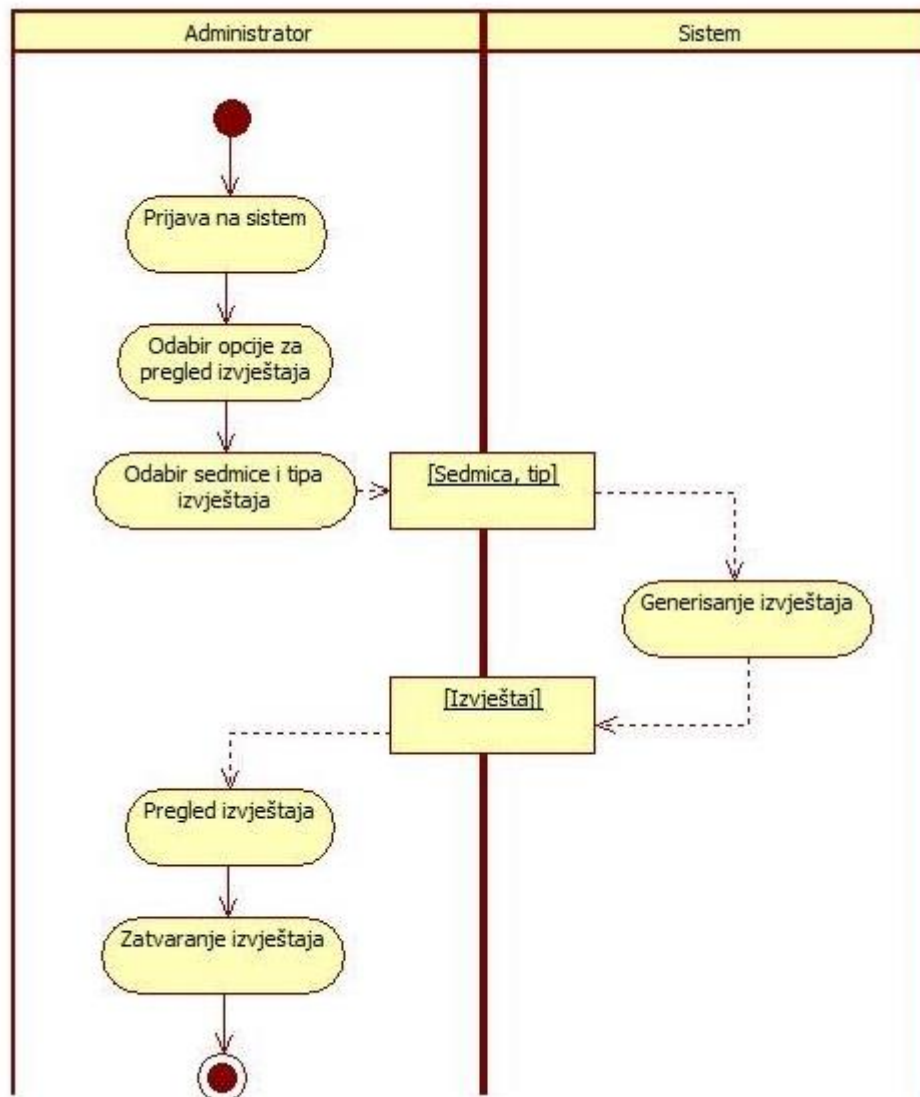 Administrator
Sistem
Prijava na sistem
Odabir opcije za
pregled izvještaja
Odabir sedmice i tipa
izvještaja
[Sedmica, tip]
Generisanje izvještaja
[Izvještaj]
Pregled izvještaja
Zatvaranje izvještaja